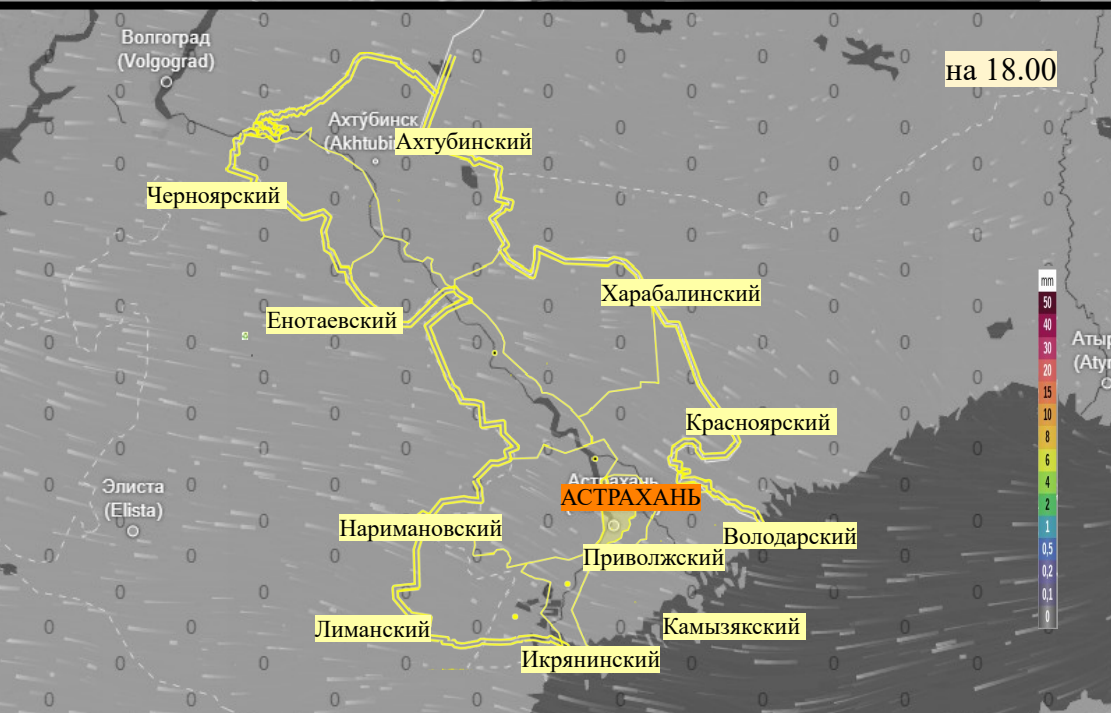 Волгоград
(Volgograd)
на 18.00
Ахтубинск
(Akhtubi
Ахтубинский
Черноярский
Харабалинский
mm
50
40
30
20
15
10
8
6
4
2
1
0,5
0,2
0,1
0
Енотаевский
Атыр
(Atyr
Красноярский
Элиста
(Elista)
Астрахань
АСТРАХАНЬ
Наримановский
Володарский
Приволжский
Лиманский
Камызякский
Икрянинский